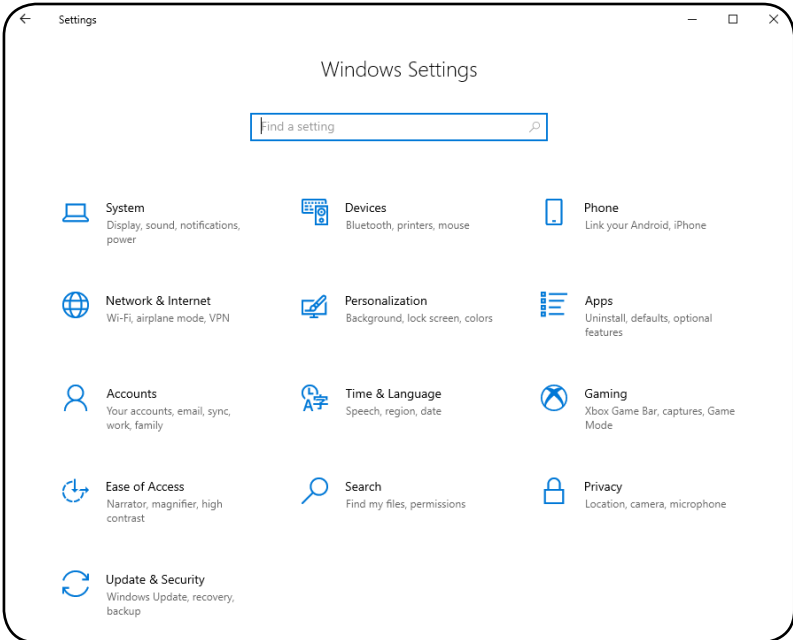 Settings
Windows Settings
Find a setting
System
Display, sound, notifications,
power
Devices
Bluetooth, printers, mouse
Phone
Link your Android, iPhone
Network & Internet
Wi-Fi, airplane mode, VPN
Personalization
Background, lock screen, colors
Apps
Uninstall, defaults, optional
features
Accounts
Your accounts, email, sync,
work, family
Time & Language
Speech, region, date
Gaming
Xbox Game Bar, captures, Game
Mode
Ease of Access
Narrator, magnifier, high
contrast
Search
Find my files, permissions
Privacy
Location, camera, microphone
Update & Security
Windows Update, recovery,
backup